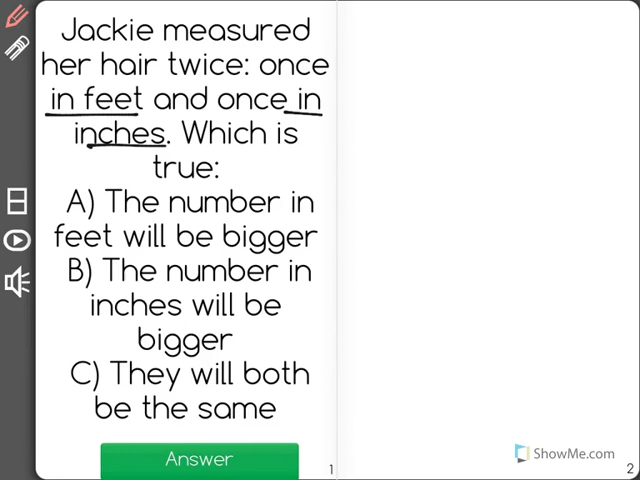 Jackie measured
her hair twice: once
in feet and once in
inches. Which is
true:
A) The number in
feet will be bigger
B) The number in
inches will be
bigger
C) They will both
be the same
Answer
1
ShowMe.com
2